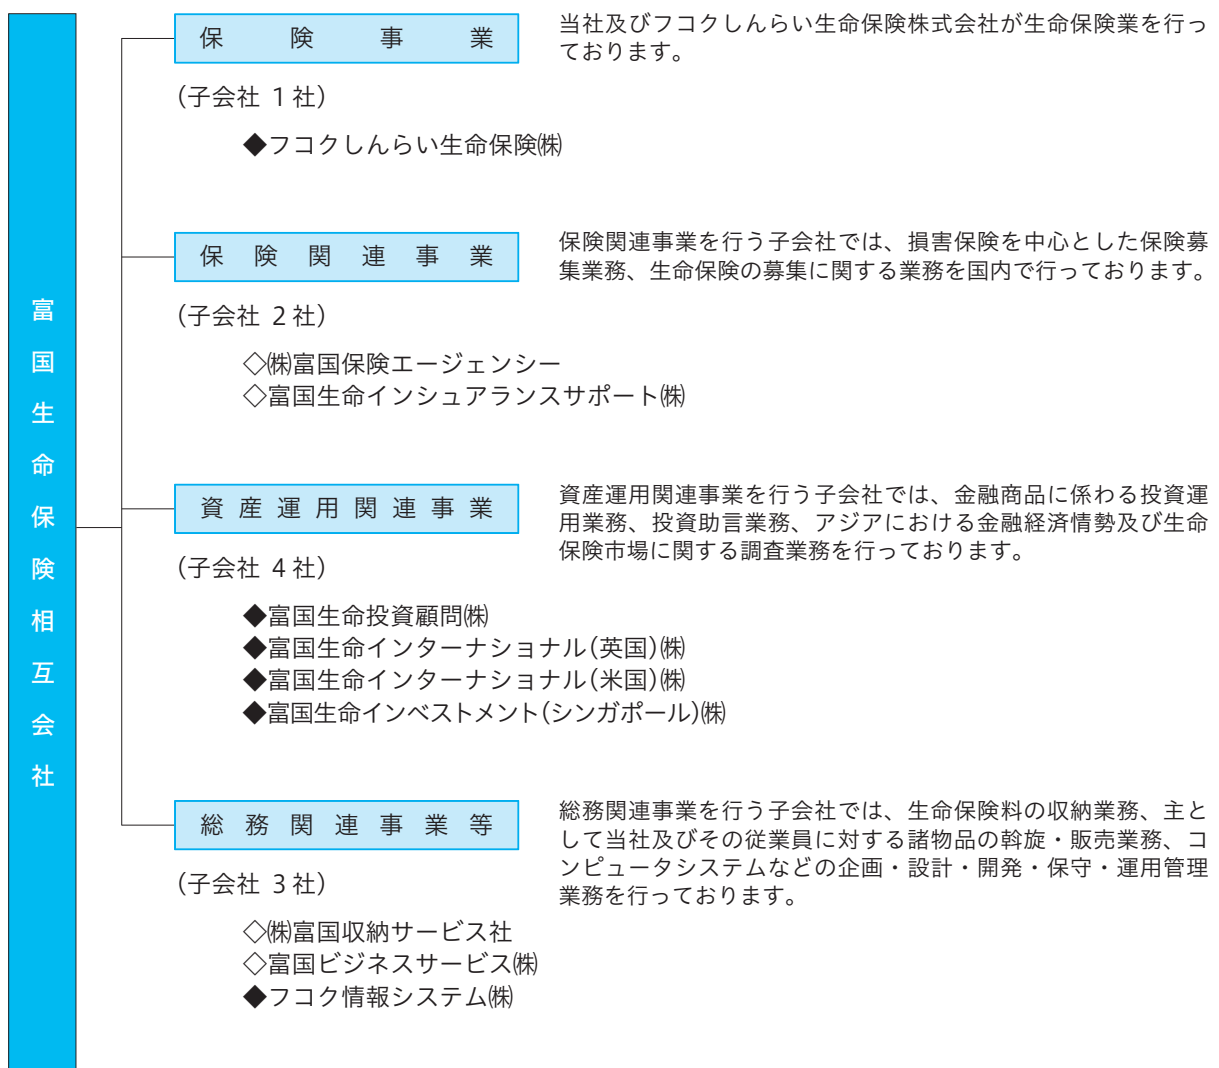 富国生命保険相互会社
保険事業
当社及びフコクしんらい生命保険株式会社が生命保険業を行っ
ております。
(子会社 1社)
◆フコクしんらい生命保険㈱
保険関連事業
保険関連事業を行う子会社では、損害保険を中心とした保険募
集業務、生命保険の募集に関する業務を国内で行っております。
(子会社 2社)
◇㈱富国保険エージェンシー
◇富国生命インシュアランスサポート㈱
資産運用関連事業
資産運用関連事業を行う子会社では、金融商品に係わる投資運
用業務、投資助言業務、アジアにおける金融経済情勢及び生命
保険市場に関する調査業務を行っております。
(子会社 4社)
◆富国生命投資顧問㈱
◆富国生命インターナショナル(英国)㈱
◆富国生命インターナショナル(米国)㈱
◆富国生命インベストメント(シンガポール)㈱
総務関連事業等
総務関連事業を行う子会社では、生命保険料の収納業務、主と
して当社及びその従業員に対する諸物品の斡旋・販売業務、コ
ンピュータシステムなどの企画・設計・開発・保守・運用管理
業務を行っております。
(子会社 3社)
◇㈱富国収納サービス社
◇富国ビジネスサービス㈱
◆フコク情報システム㈱